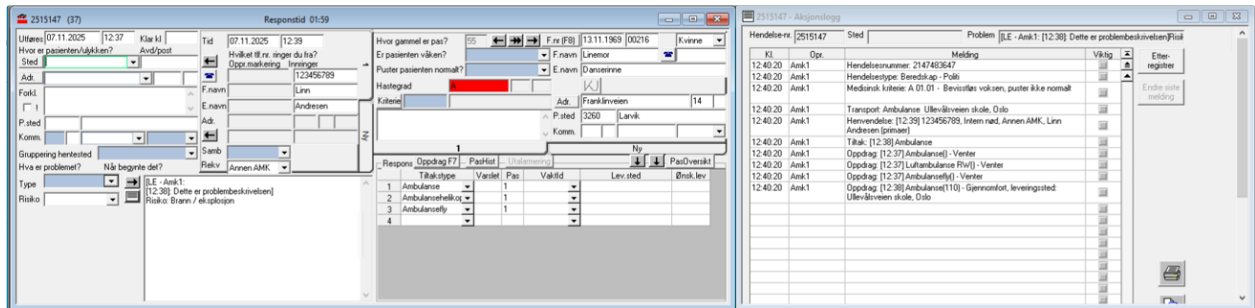 2515147 (37) Responstid 01:59
Utføres 07.11.2025 12:37 Klar kl
Hvor er pasienten/ulykken? Avd/post
Sted
Adr.
Forkl.
!
P.sted
Komm.
Gruppering hentested
Hva er problemet? Når begynte det?
Type
Risiko
[LE - Amk1:
[12:38]: Dette er problembeskrivelsen]
Risiko: Brann / eksplosjon
Tid 07.11.2025 12:39
Hvilket tlf.nr. ringer du fra?
Oppr.markering Innringer
123456789
F.navn Linn
E.navn Andresen
Adr.
Samb
Rekv Annen AMK
1
Ny
Hvor gammel er pas? 55 F.nr (F8) 13.11.1969 00216 Kvinne
Er pasienten våken? F.navn Linemor
Puster pasienten normalt? E.navn Danserinne
Hastegrad A
Kriterie Adr. Franklinveien 14
P.sted 3260 Larvik
Komm.
1 Ny
Respons Oppdrag F7 PasHist Utalarmering PasOversikt
Tiltakstype Varslet Pas VaktId Lev.sted Ønsk.lev
1 Ambulanse 1
2 Ambulansehelikop 1
3 Ambulansefly 1
4
2515147 - Aksjonslogg
Hendelse-nr. 2515147 Sted Problem [LE - Amk1: [12:38]: Dette er problembeskrivelsen]Risil
Kl. Opr. Melding Viktig
12:40:20 Amk1 Hendelsesnummer: 2147483647
12:40:20 Amk1 Hendelsestype: Beredskap - Politi
12:40:20 Amk1 Medisinsk kriterie: A 01.01 - Bevisstløs voksen, puster ikke normalt
12:40:20 Amk1 Transport: Ambulanse Ullevålsveien skole, Oslo
12:40:20 Amk1 Henvendelse: [12:39] 123456789, Intern nød, Annen AMK, Linn
Andresen (primaer)
12:40:20 Amk1 Tiltak: [12:38] Ambulanse
12:40:20 Amk1 Oppdrag: [12:37] Ambulanse() - Venter
12:40:20 Amk1 Oppdrag: [12:37] Luftambulanse RW() - Venter
12:40:20 Amk1 Oppdrag: [12:37] Ambulansefly() - Venter
12:40:20 Amk1 Oppdrag: [12:38] Ambulanse(110) - Gjennomfort, leveringssted:
Ullevålsveien skole, Oslo
Etter-
registrer
Endre siste
melding